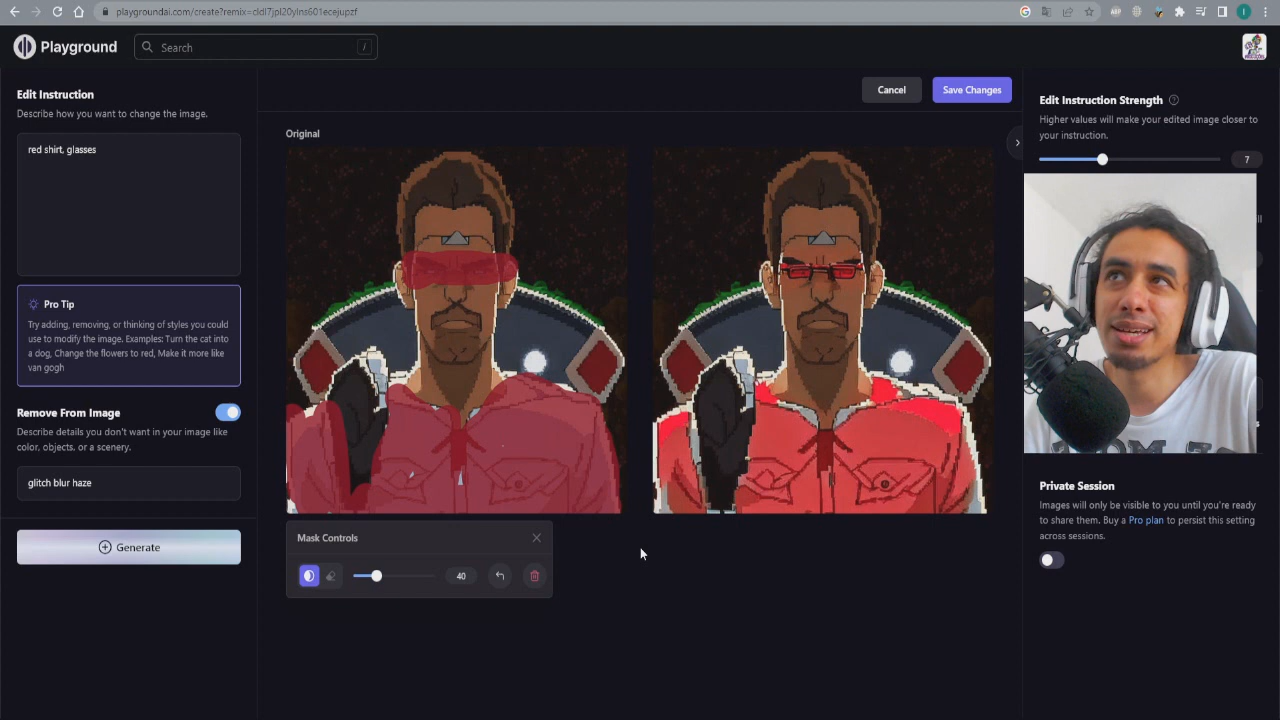 playgroundai.com/create?remix=cldl7jpl20ylns601ecejupzf
Playground
Search
/
Cancel
Save Changes
Edit Instruction
Describe how you want to change the image.
red shirt, glasses
Pro Tip
Try adding, removing, or thinking of styles you could
use to modify the image. Examples: Turn the cat into
a dog, Change the flowers to red, Make it more like
van gogh
Remove From Image
Describe details you don't want in your image like
color, objects, or a scenery.
glitch blur haze
Generate
Original
Mask Controls
40
Edit Instruction Strength
Higher values will make your edited image closer to
your instruction.
7
Private Session
Images will only be visible to you until you're ready
to share them. Buy a Pro plan to persist this setting
across sessions.